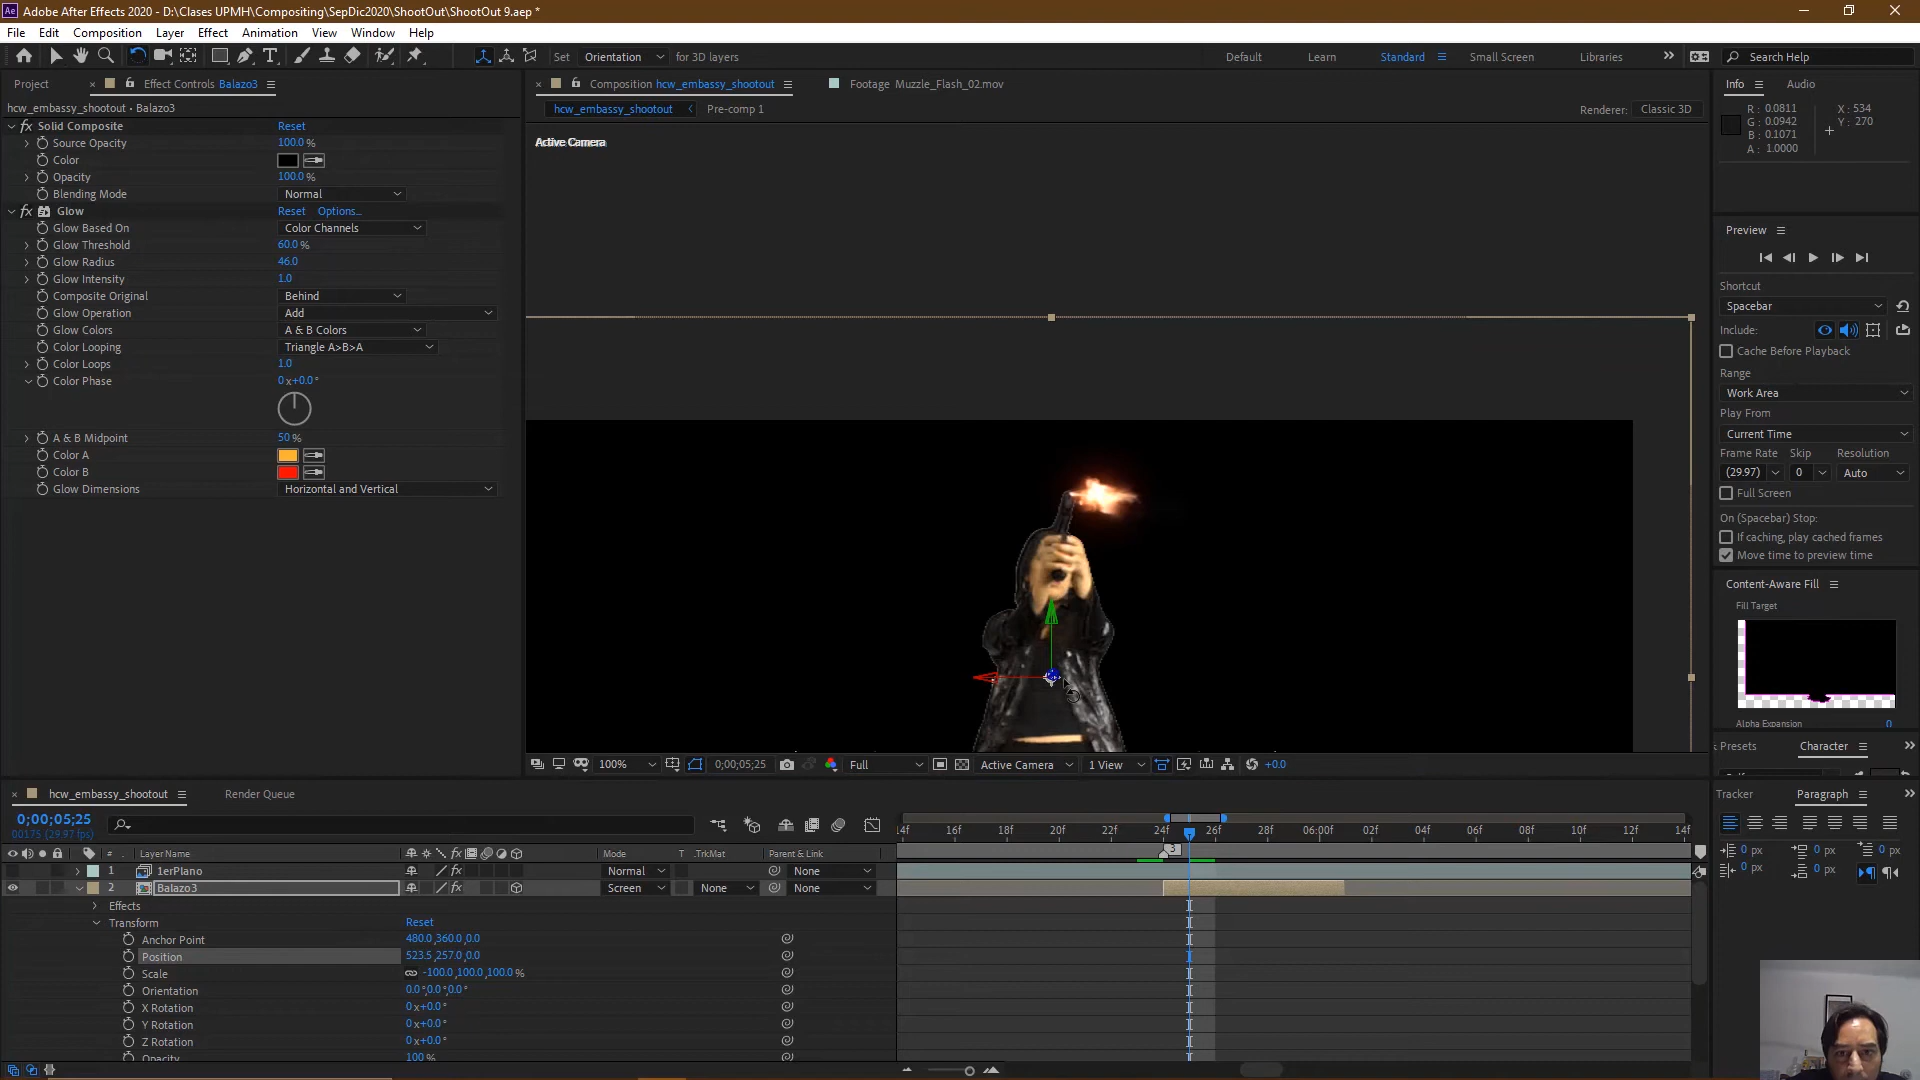 Adobe After Effects 2020 - D:\Clases UPMH\Compositing\SepDic2020\ShootOut\ShootOut 9.aep *
File Edit Composition Layer Effect Animation View Window Help
Set Orientation for 3D layers
Default Learn Standard Small Screen Libraries Search Help
Project Effect Controls Balazo3
hcw_embassy_shootout • Balazo3
fx Solid Composite Reset
Source Opacity 100.0 %
Color
Opacity 100.0 %
Blending Mode Normal
fx Glow Reset Options...
Glow Based On Color Channels
Glow Threshold 60.0 %
Glow Radius 46.0
Glow Intensity 1.0
Composite Original Behind
Glow Operation Add
Glow Colors A & B Colors
Color Looping Triangle A>B>A
Color Loops 1.0
Color Phase 0 x+0.0 °
A & B Midpoint 50 %
Color A
Color B
Glow Dimensions Horizontal and Vertical
Composition hcw_embassy_shootout Footage Muzzle_Flash_02.mov
hcw_embassy_shootout Pre-comp 1 Renderer: Classic 3D
Active Camera
100% 0;00;05;25 Full Active Camera 1 View +0.0
Info Audio
R : 0.0811 X : 534
G : 0.0942 Y : 270
B : 0.1071
A : 1.0000
Preview
Shortcut
Spacebar
Include:
Cache Before Playback
Range
Work Area
Play From
Current Time
Frame Rate Skip Resolution
(29.97) 0 Auto
Full Screen
On (Spacebar) Stop:
If caching, play cached frames
Move time to preview time
Content-Aware Fill
Fill Target
Alpha Expansion 0
Presets Character
Tracker Paragraph
0 px 0 px 0 px
0 px 0 px
hcw_embassy_shootout Render Queue
0;00;05;25
00175 (29.97 fps)
14f 16f 18f 20f 22f 24f 26f 28f 06:00f 02f 04f 06f 08f 10f 12f 14f
3
# Layer Name fx Mode T .TrkMat Parent & Link
1 1erPlano Normal None
2 Balazo3 fx Screen None None
Effects
Transform Reset
Anchor Point 480.0,360.0,0.0
Position 523.5,257.0,0.0
Scale -100.0,100.0,100.0 %
Orientation 0.0°,0.0°,0.0°
X Rotation 0 x+0.0 °
Y Rotation 0 x+0.0 °
Z Rotation 0 x+0.0 °
Opacity 100 %